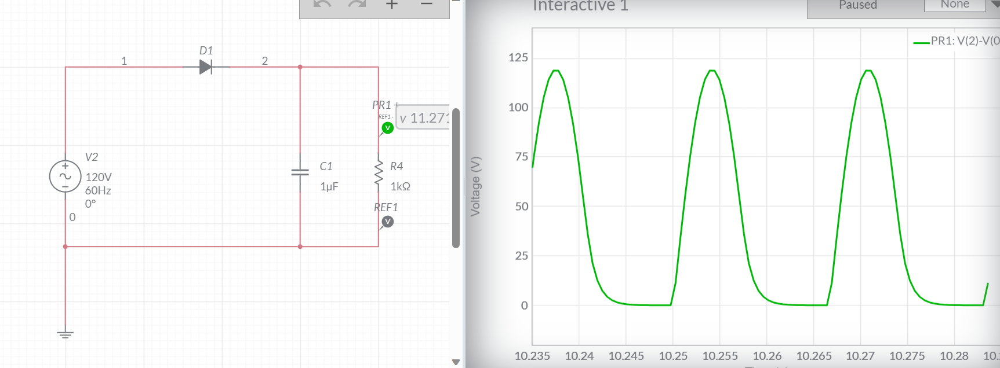 Interactive 1
Paused
None
D1
1
2
PR1: V(2)-V(0
125
PR1 +
REF1 -
v 11.271
V
100
V2
120V
60Hz
0°
0
C1
1µF
R4
1kΩ
REF1
V
75
Voltage (V)
50
25
0
10.235 10.24 10.245 10.25 10.255 10.26 10.265 10.27 10.275 10.28 10.